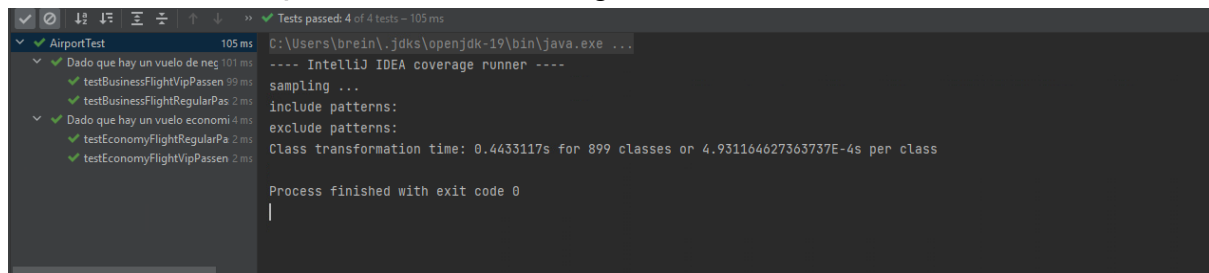 Tests passed: 4 of 4 tests – 105 ms
AirportTest 105 ms
Dado que hay un vuelo de neg 101 ms
testBusinessFlightVipPassen 99 ms
testBusinessFlightRegularPas 2 ms
Dado que hay un vuelo economi 4 ms
testEconomyFlightRegularPa 2 ms
testEconomyFlightVipPassen 2 ms
C:\Users\brein\.jdks\openjdk-19\bin\java.exe ...
---- IntelliJ IDEA coverage runner ----
sampling ...
include patterns:
exclude patterns:
Class transformation time: 0.4433117s for 899 classes or 4.931164627363737E-4s per class
Process finished with exit code 0